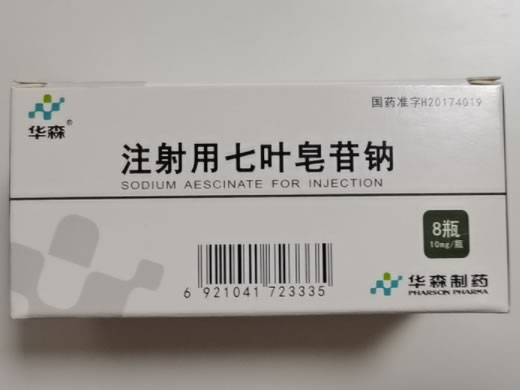 国药准字H20174019
华森®
注射用七叶皂苷钠
SODIUM AESCINATE FOR INJECTION
8瓶
10mg/瓶
6 921041 723335
华森制药
PHARSON PHARMA